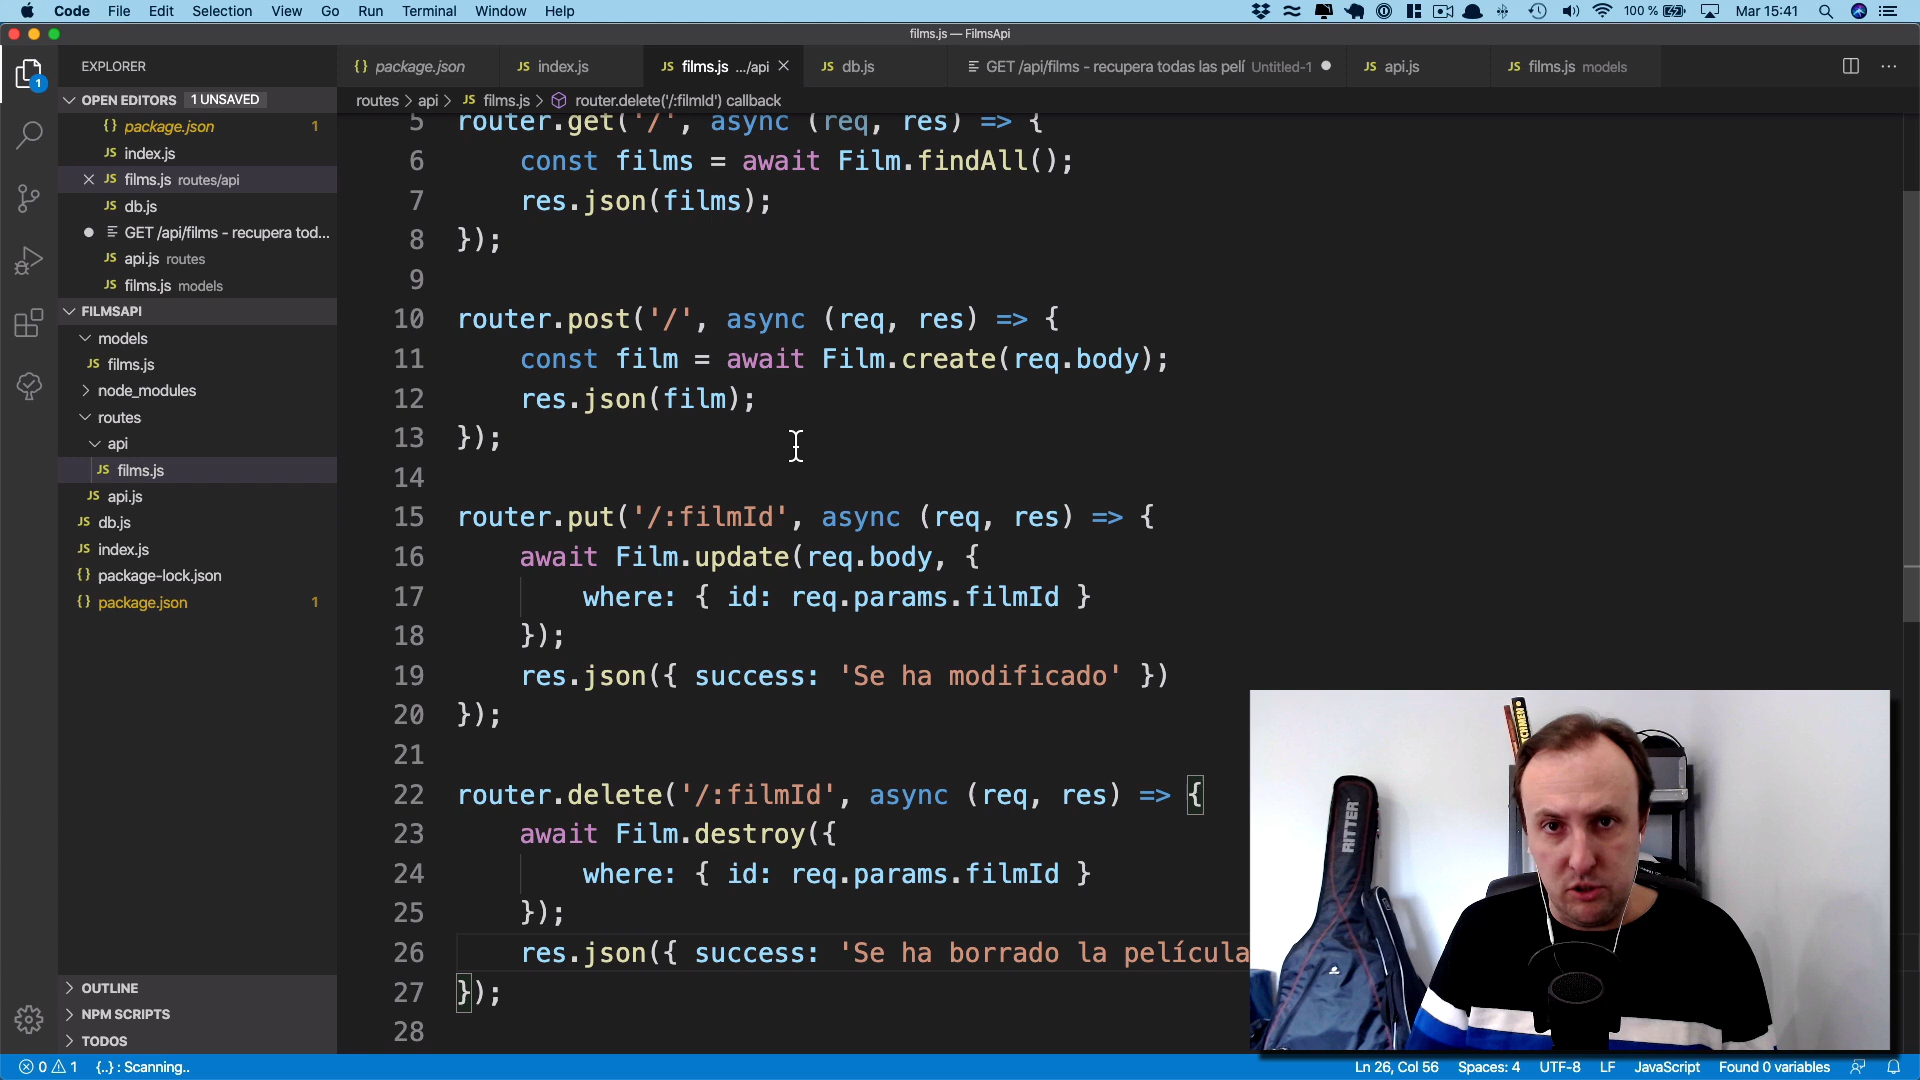 Code File Edit Selection View Go Run Terminal Window Help
100 % Mar 15:41
films.js — FilmsApi
EXPLORER
{} package.json
JS index.js
JS films.js .../api
JS db.js
GET /api/films - recupera todas las pelí Untitled-1
JS api.js
JS films.js models
1
OPEN EDITORS 1 UNSAVED
{} package.json 1
JS index.js
JS films.js routes/api
JS db.js
GET /api/films - recupera tod...
JS api.js routes
JS films.js models
FILMSAPI
models
JS films.js
node_modules
routes
api
JS films.js
JS api.js
JS db.js
JS index.js
{} package-lock.json
{} package.json 1
OUTLINE
NPM SCRIPTS
TODOS
routes > api > JS films.js > router.delete('/:filmId') callback
5 router.get('/', async (req, res) => {
6 const films = await Film.findAll();
7 res.json(films);
8 });
9
10 router.post('/', async (req, res) => {
11 const film = await Film.create(req.body);
12 res.json(film);
13 });
14
15 router.put('/:filmId', async (req, res) => {
16 await Film.update(req.body, {
17 where: { id: req.params.filmId }
18 });
19 res.json({ success: 'Se ha modificado' })
20 });
21
22 router.delete('/:filmId', async (req, res) => {
23 await Film.destroy({
24 where: { id: req.params.filmId }
25 });
26 res.json({ success: 'Se ha borrado la película
27 });
28
RITTER
0 1 {..} : Scanning..
Ln 26, Col 56 Spaces: 4 UTF-8 LF JavaScript Found 0 variables